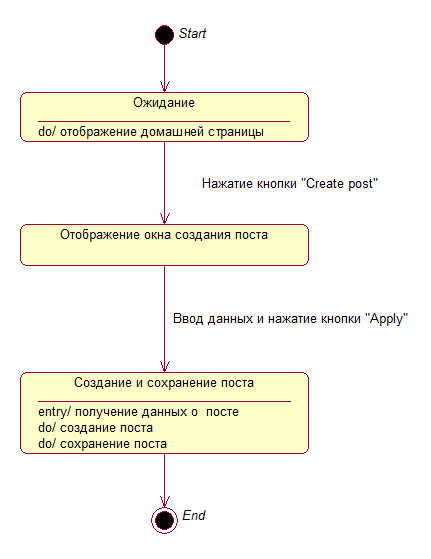 Start
Ожидание
do/ отображение домашней страницы
Нажатие кнопки "Create post"
Отображение окна создания поста
Ввод данных и нажатие кнопки "Apply"
Создание и сохранение поста
entry/ получение данных о  посте
do/ создание поста
do/ сохранение поста
End